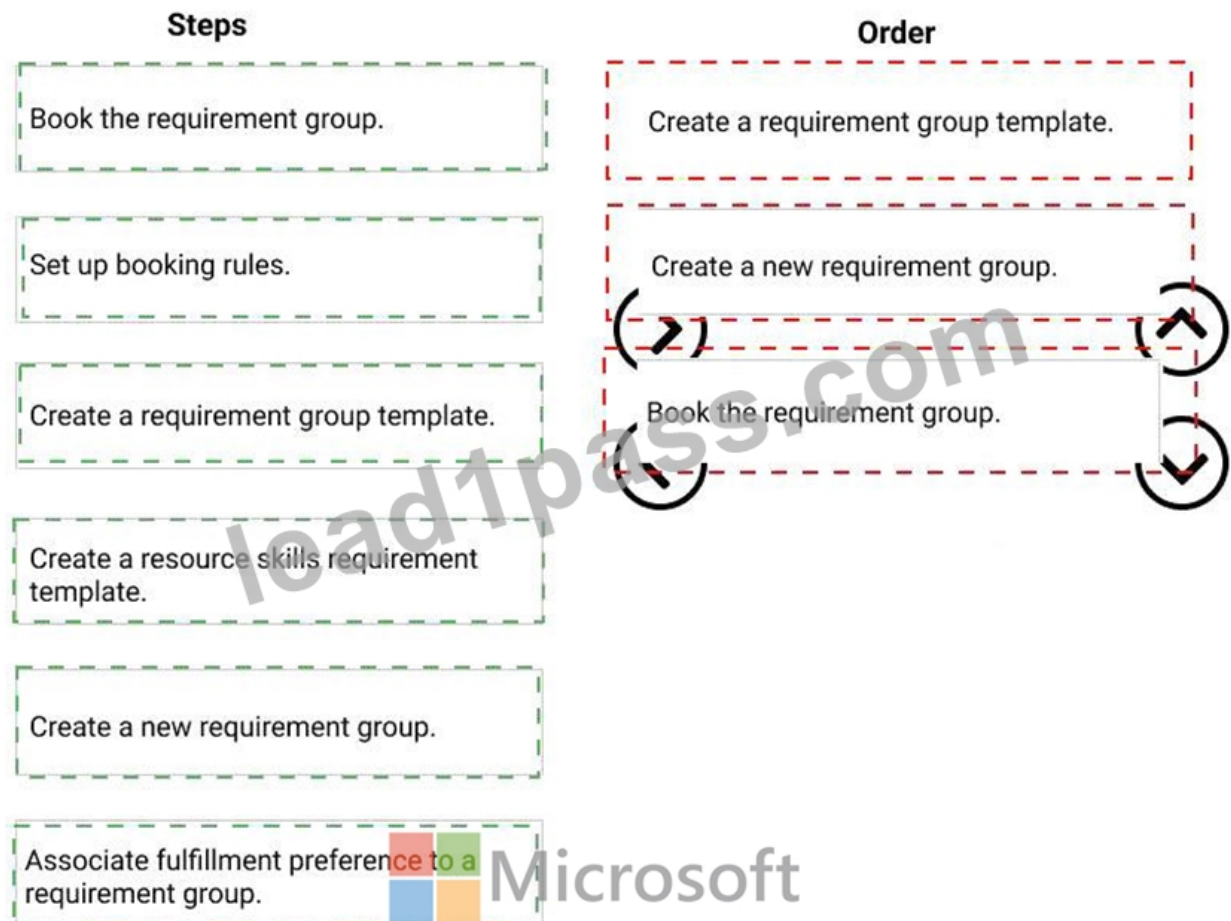 Steps
Book the requirement group.
Set up booking rules.
Create a requirement group template.
Create a resource skills requirement
template.
Create a new requirement group.
Associate fulfillment preference to a
requirement group.
Order
Create a requirement group template.
Create a new requirement group.
Book the requirement group.
lead1pass.com
Microsoft